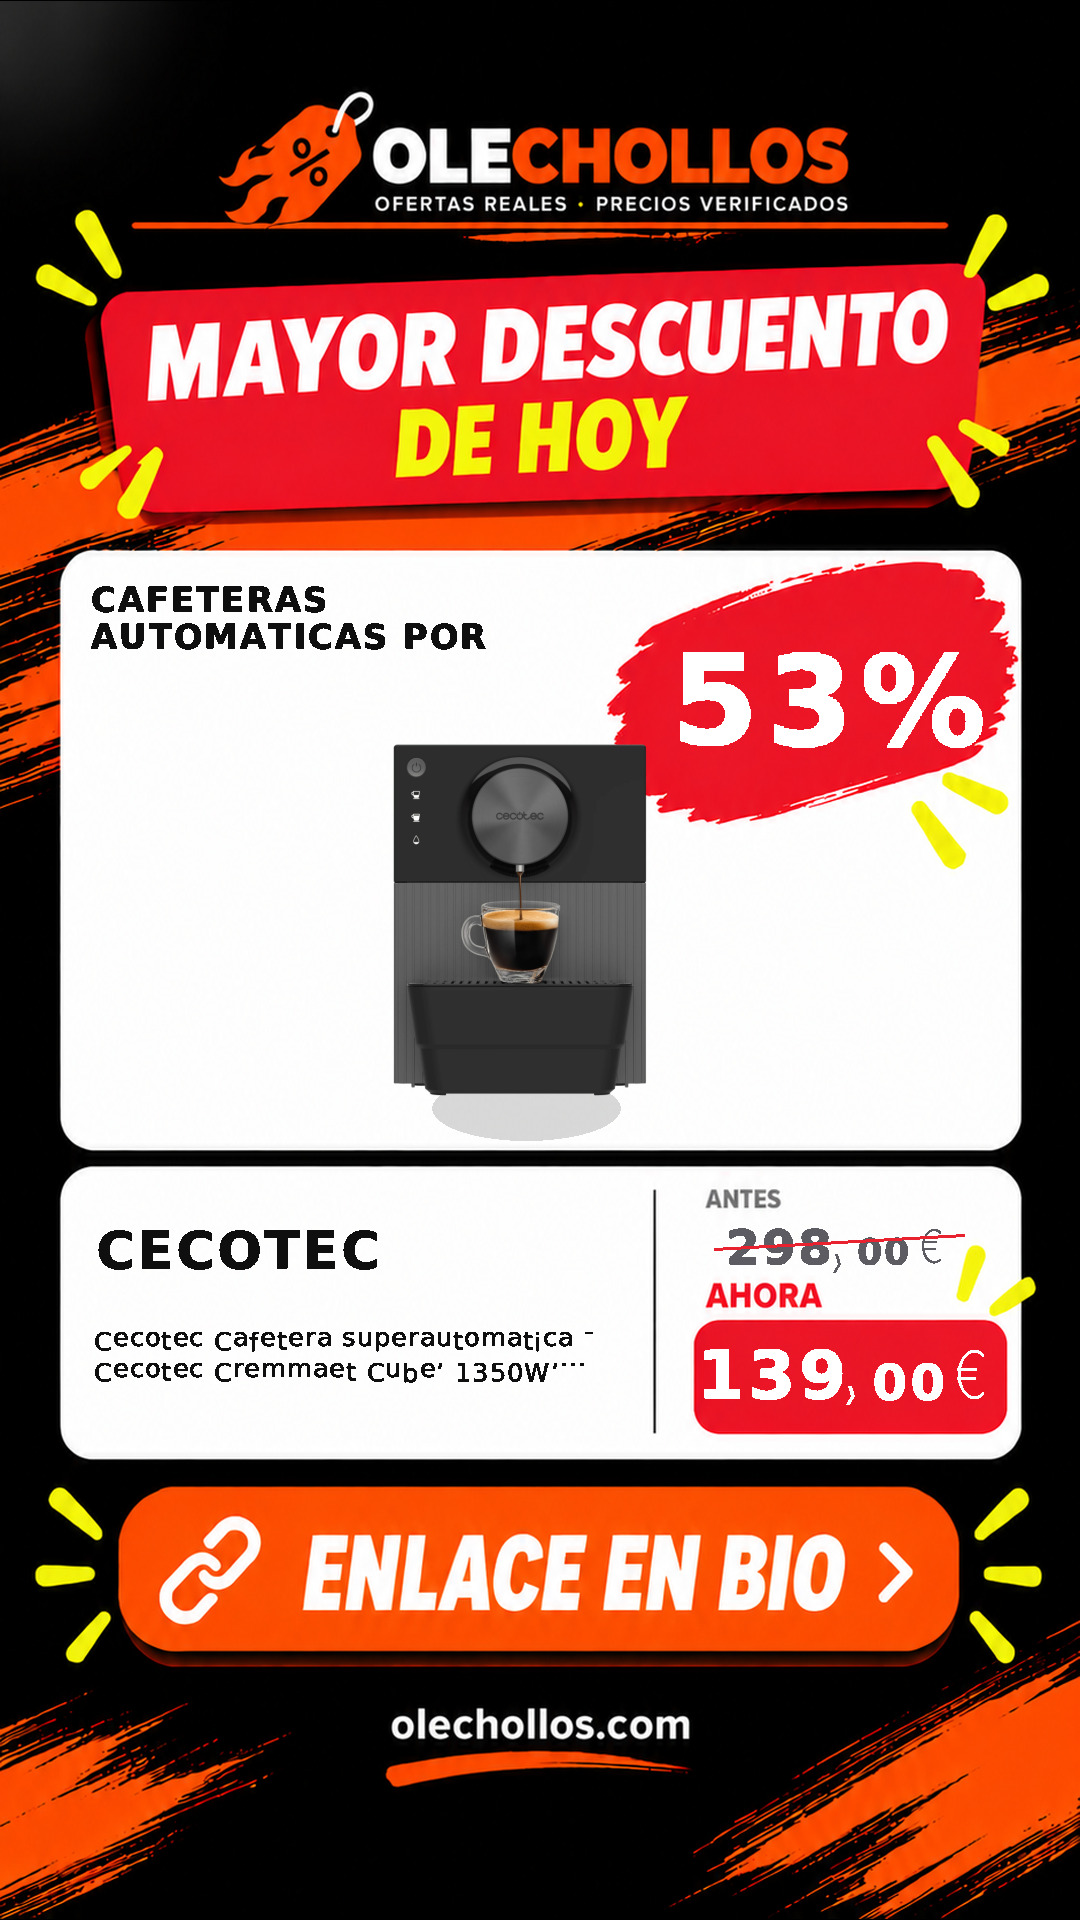 OLECHOLLOS
OFERTAS REALES • PRECIOS VERIFICADOS
MAYOR DESCUENTO
DE HOY
CAFETERAS
AUTOMATICAS POR
53%
cecotec
CECOTEC
Cecotec Cafetera superautomatica -
Cecotec Cremmaet Cube, 1350W,...
ANTES
298,00€
AHORA
139,00€
ENLACE EN BIO
olechollos.com